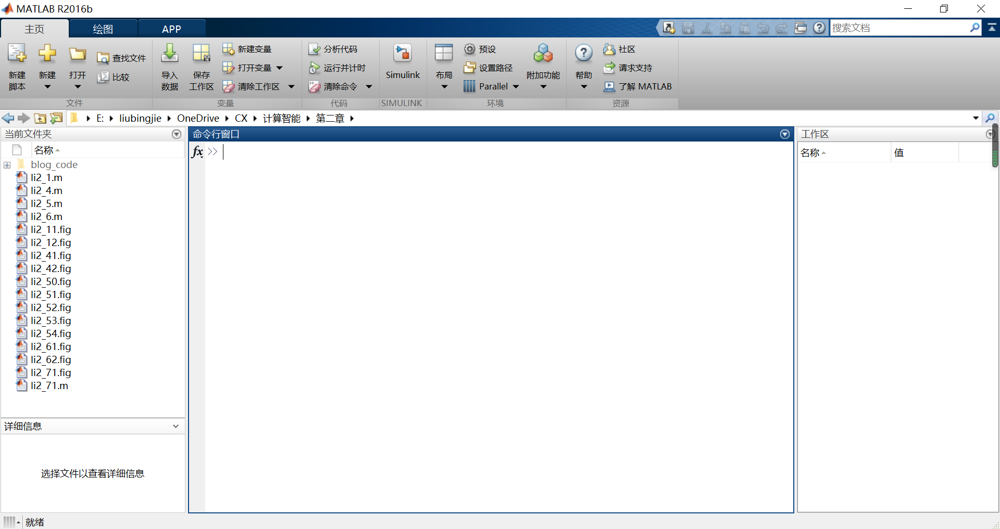 MATLAB R2016b
主页 绘图 APP 搜索文档
新建脚本 新建 打开 查找文件 比较
导入数据 保存工作区 新建变量 打开变量 清除工作区
分析代码 运行并计时 清除命令
Simulink
布局 预设 设置路径 Parallel 附加功能
帮助 社区 请求支持 了解 MATLAB
文件 变量 代码 SIMULINK 环境 资源
E: liubingjie OneDrive CX 计算智能 第二章
当前文件夹
名称
blog_code
li2_1.m
li2_4.m
li2_5.m
li2_6.m
li2_11.fig
li2_12.fig
li2_41.fig
li2_42.fig
li2_50.fig
li2_51.fig
li2_52.fig
li2_53.fig
li2_54.fig
li2_61.fig
li2_62.fig
li2_71.fig
li2_71.m
详细信息
选择文件以查看详细信息
命令行窗口
fx >>
工作区
名称 值
就绪